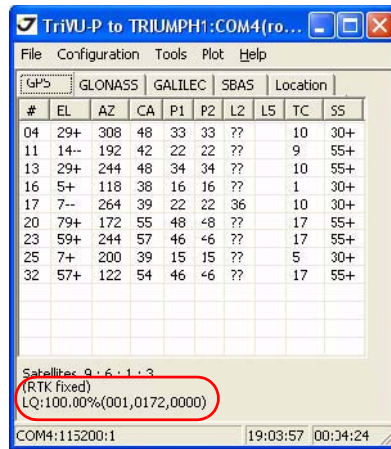 TriVU-P to TRIUMPH1:COM4(ro...
File Configuration Tools Plot Help
GPS GLONASS GALILEC SBAS Location
# EL AZ CA P1 P2 L2 L5 TC SS
04 29+ 308 48 33 33 ?? 10 30+
11 14-- 192 42 22 22 ?? 9 55+
13 29+ 244 48 34 34 ?? 10 55+
16 5+ 118 38 16 16 ?? 1 30+
17 7-- 264 39 22 22 36 10 30+
20 79+ 172 55 48 48 ?? 17 55+
23 59+ 244 57 46 46 ?? 17 55+
25 7+ 200 39 15 15 ?? 5 30+
32 57+ 122 54 46 46 ?? 17 55+
Satellites 9 : 6 : 1 : 3
(RTK fixed)
LQ:100.00%(001,0172,0000)
COM4:115200:1 19:03:57 00:04:24